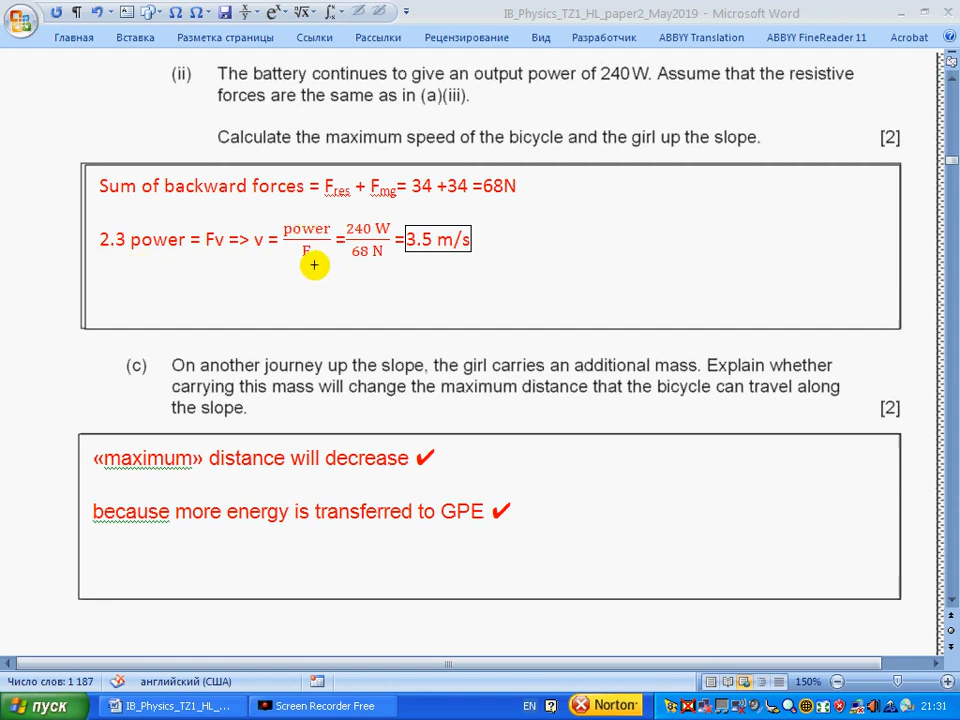 IB_Physics_TZ1_HL_paper2_May2019 - Microsoft Word
Главная Вставка Разметка страницы Ссылки Рассылки Рецензирование Вид Разработчик ABBYY Translation ABBYY FineReader 11 Acrobat
(ii) The battery continues to give an output power of 240W. Assume that the resistive
forces are the same as in (a)(iii).
Calculate the maximum speed of the bicycle and the girl up the slope. [2]
Sum of backward forces = Fres + Fmg= 34 +34 =68N
2.3 power = Fv => v = power/F = 240 W/68 N = 3.5 m/s
(c) On another journey up the slope, the girl carries an additional mass. Explain whether
carrying this mass will change the maximum distance that the bicycle can travel along
the slope. [2]
«maximum» distance will decrease ✔
because more energy is transferred to GPE ✔
Число слов: 1 187 английский (США) 150%
пуск IB_Physics_TZ1_HL_... Screen Recorder Free EN Norton 21:31